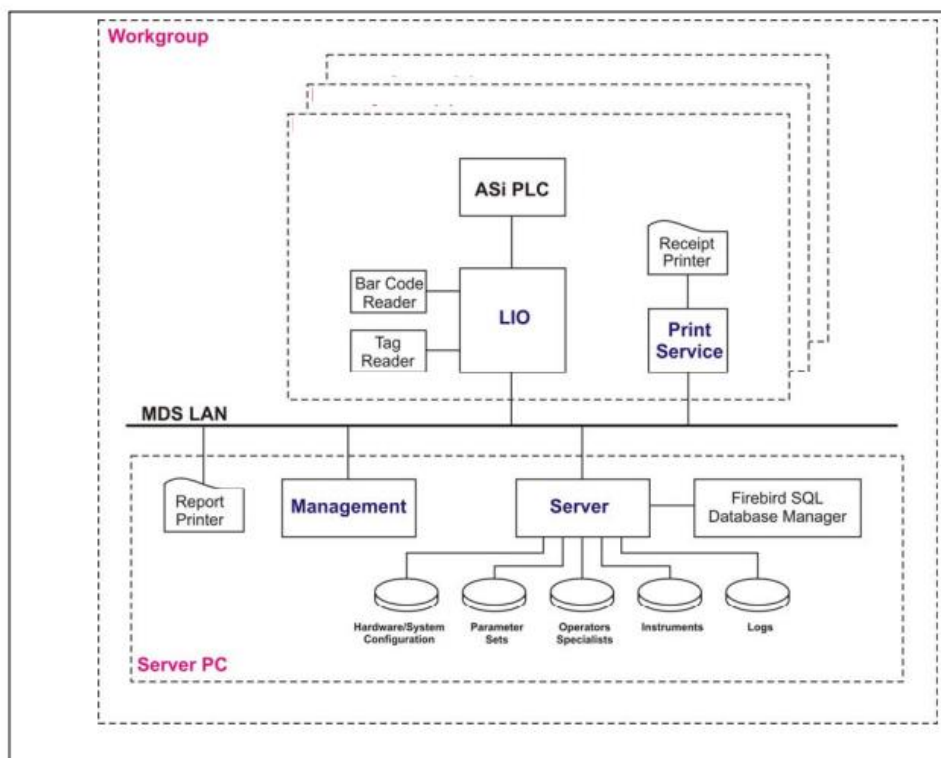 Workgroup
ASi PLC
Receipt
Printer
Bar Code
Reader
LIO
Tag
Reader
Print
Service
MDS LAN
Report
Printer
Management
Server
Firebird SQL
Database Manager
Hardware/System
Configuration
Parameter
Sets
Operators
Specialists
Instruments
Logs
Server PC